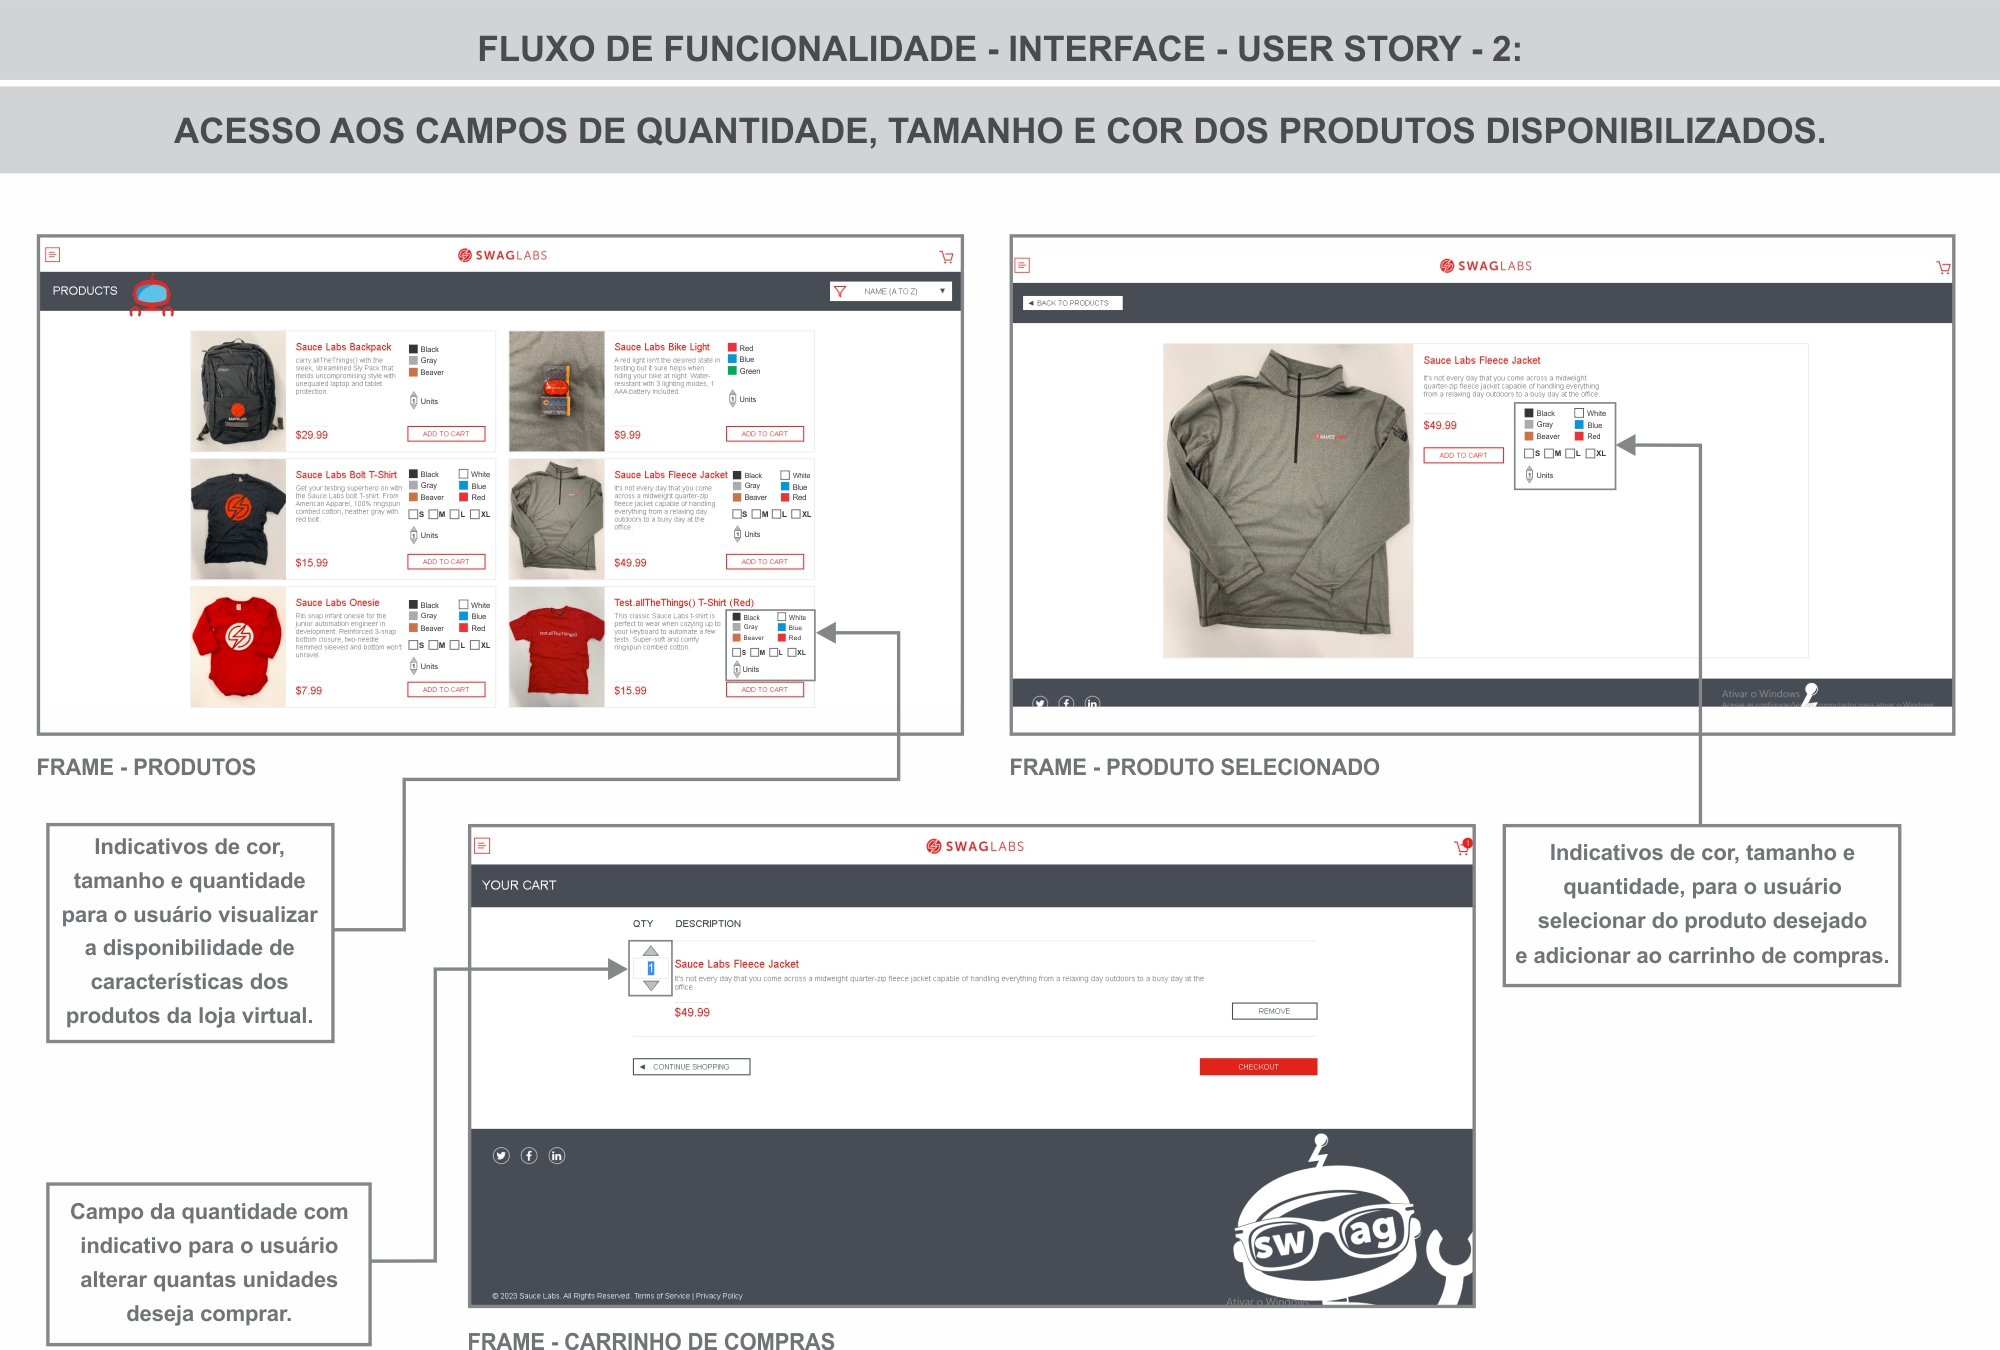 FLUXO DE FUNCIONALIDADE - INTERFACE - USER STORY - 2:
ACESSO AOS CAMPOS DE QUANTIDADE, TAMANHO E COR DOS PRODUTOS DISPONIBILIZADOS.
SWAGLABS
PRODUCTS
NAME (A TO Z)
Sauce Labs Backpack
carry.allTheThings() with the
sleek, streamlined Sly Pack that
melds uncompromising style with
unequaled laptop and tablet
protection.
Black
Gray
Beaver
1 Units
$29.99
ADD TO CART
Sauce Labs Bike Light
A red light isn't the desired state in
testing but it sure helps when
riding your bike at night. Water-
resistant with 3 lighting modes, 1
AAA battery included.
Red
Blue
Green
1 Units
$9.99
ADD TO CART
Sauce Labs Bolt T-Shirt
Get your testing superhero on with
the Sauce Labs bolt T-shirt. From
American Apparel, 100% ringspun
combed cotton, heather gray with
red bolt.
Black White
Gray Blue
Beaver Red
S M L XL
1 Units
$15.99
ADD TO CART
Sauce Labs Fleece Jacket
It's not every day that you come
across a midweight quarter-zip
fleece jacket capable of handling
everything from a relaxing day
outdoors to a busy day at the
office.
Black White
Gray Blue
Beaver Red
S M L XL
1 Units
$49.99
ADD TO CART
Sauce Labs Onesie
Rib snap infant onesie for the
junior automation engineer in
development. Reinforced 3-snap
bottom closure, two-needle
hemmed sleeved and bottom won't
unravel.
Black White
Gray Blue
Beaver Red
S M L XL
1 Units
$7.99
ADD TO CART
Test.allTheThings() T-Shirt (Red)
This classic Sauce Labs t-shirt is
perfect to wear when cozying up to
your keyboard to automate a few
tests. Super-soft and comfy
ringspun combed cotton.
Black White
Gray Blue
Beaver Red
S M L XL
1 Units
$15.99
ADD TO CART
test.allTheThings()
FRAME - PRODUTOS
SWAGLABS
BACK TO PRODUCTS
Sauce Labs Fleece Jacket
It's not every day that you come across a midweight
quarter-zip fleece jacket capable of handling everything
from a relaxing day outdoors to a busy day at the office.
$49.99
ADD TO CART
Black White
Gray Blue
Beaver Red
S M L XL
1 Units
SAUCE
Ativar o Windows
FRAME - PRODUTO SELECIONADO
Indicativos de cor,
tamanho e quantidade
para o usuário visualizar
a disponibilidade de
características dos
produtos da loja virtual.
SWAGLABS
1
YOUR CART
QTY DESCRIPTION
1
Sauce Labs Fleece Jacket
It's not every day that you come across a midweight quarter-zip fleece jacket capable of handling everything from a relaxing day outdoors to a busy day at the
office.
$49.99
REMOVE
CONTINUE SHOPPING
CHECKOUT
swag
© 2023 Sauce Labs. All Rights Reserved. Terms of Service | Privacy Policy
Ativar o Windows
FRAME - CARRINHO DE COMPRAS
Indicativos de cor, tamanho e
quantidade, para o usuário
selecionar do produto desejado
e adicionar ao carrinho de compras.
Campo da quantidade com
indicativo para o usuário
alterar quantas unidades
deseja comprar.